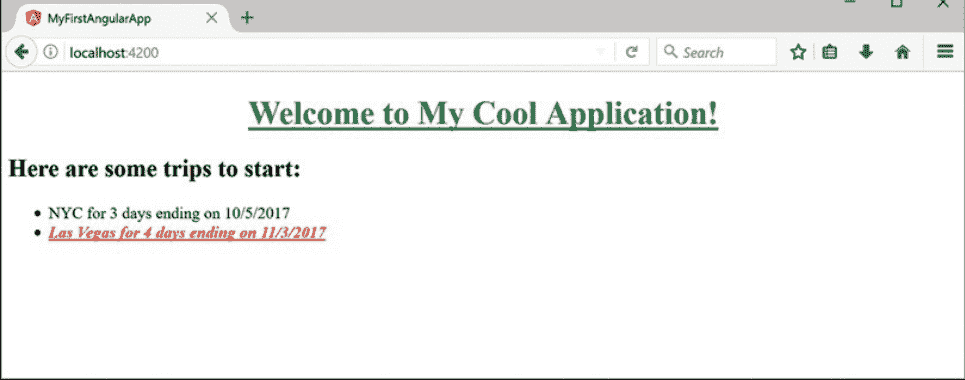 MyFirstAngularApp
localhost:4200
Search
Welcome to My Cool Application!
Here are some trips to start:
NYC for 3 days ending on 10/5/2017
Las Vegas for 4 days ending on 11/3/2017